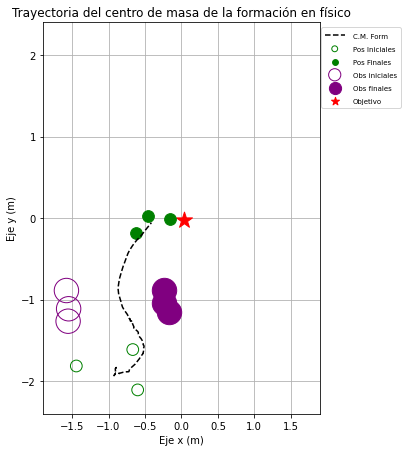 Trayectoria del centro de masa de la formación en físico
C.M. Form
Pos Iniciales
Pos Finales
Obs iniciales
Obs finales
Objetivo
Eje y (m)
2
1
0
−1
−2
−1.5
−1.0
−0.5
0.0
0.5
1.0
1.5
Eje x (m)